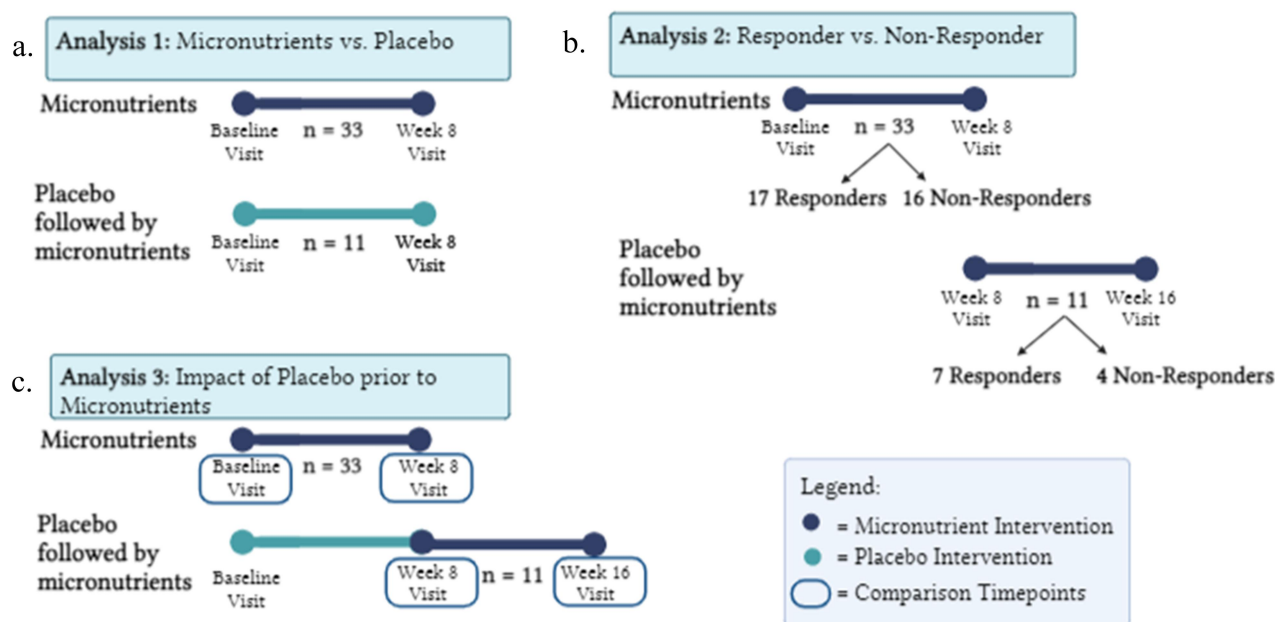 a.
Analysis 1: Micronutrients vs. Placebo
Micronutrients
Baseline
Visit
n = 33
Week 8
Visit
Placebo
followed by
micronutrients
Baseline
Visit
n = 11
Week 8
Visit
b.
Analysis 2: Responder vs. Non-Responder
Micronutrients
Baseline
Visit
n = 33
Week 8
Visit
17 Responders
16 Non-Responders
Placebo
followed by
micronutrients
Week 8
Visit
n = 11
Week 16
Visit
7 Responders
4 Non-Responders
c.
Analysis 3: Impact of Placebo prior to
Micronutrients
Micronutrients
Baseline
Visit
n = 33
Week 8
Visit
Placebo
followed by
micronutrients
Baseline
Visit
Week 8
Visit
n = 11
Week 16
Visit
Legend:
= Micronutrient Intervention
= Placebo Intervention
= Comparison Timepoints